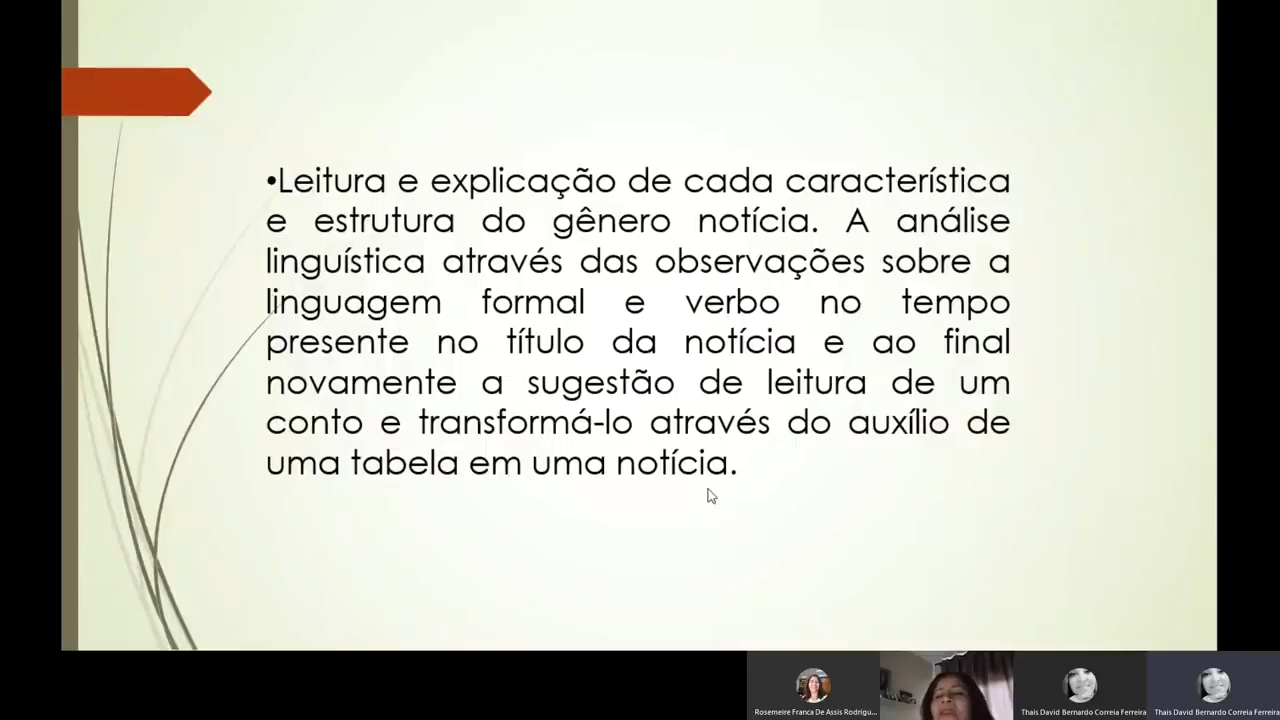 •Leitura e explicação de cada característica
e estrutura do gênero notícia. A análise
linguística através das observações sobre a
linguagem formal e verbo no tempo
presente no título da notícia e ao final
novamente a sugestão de leitura de um
conto e transformá-lo através do auxílio de
uma tabela em uma notícia.
Rosemeire Franca De Assis Rodrigu...
Thais David Bernardo Correia Ferreira
Thais David Bernardo Correia Ferreira